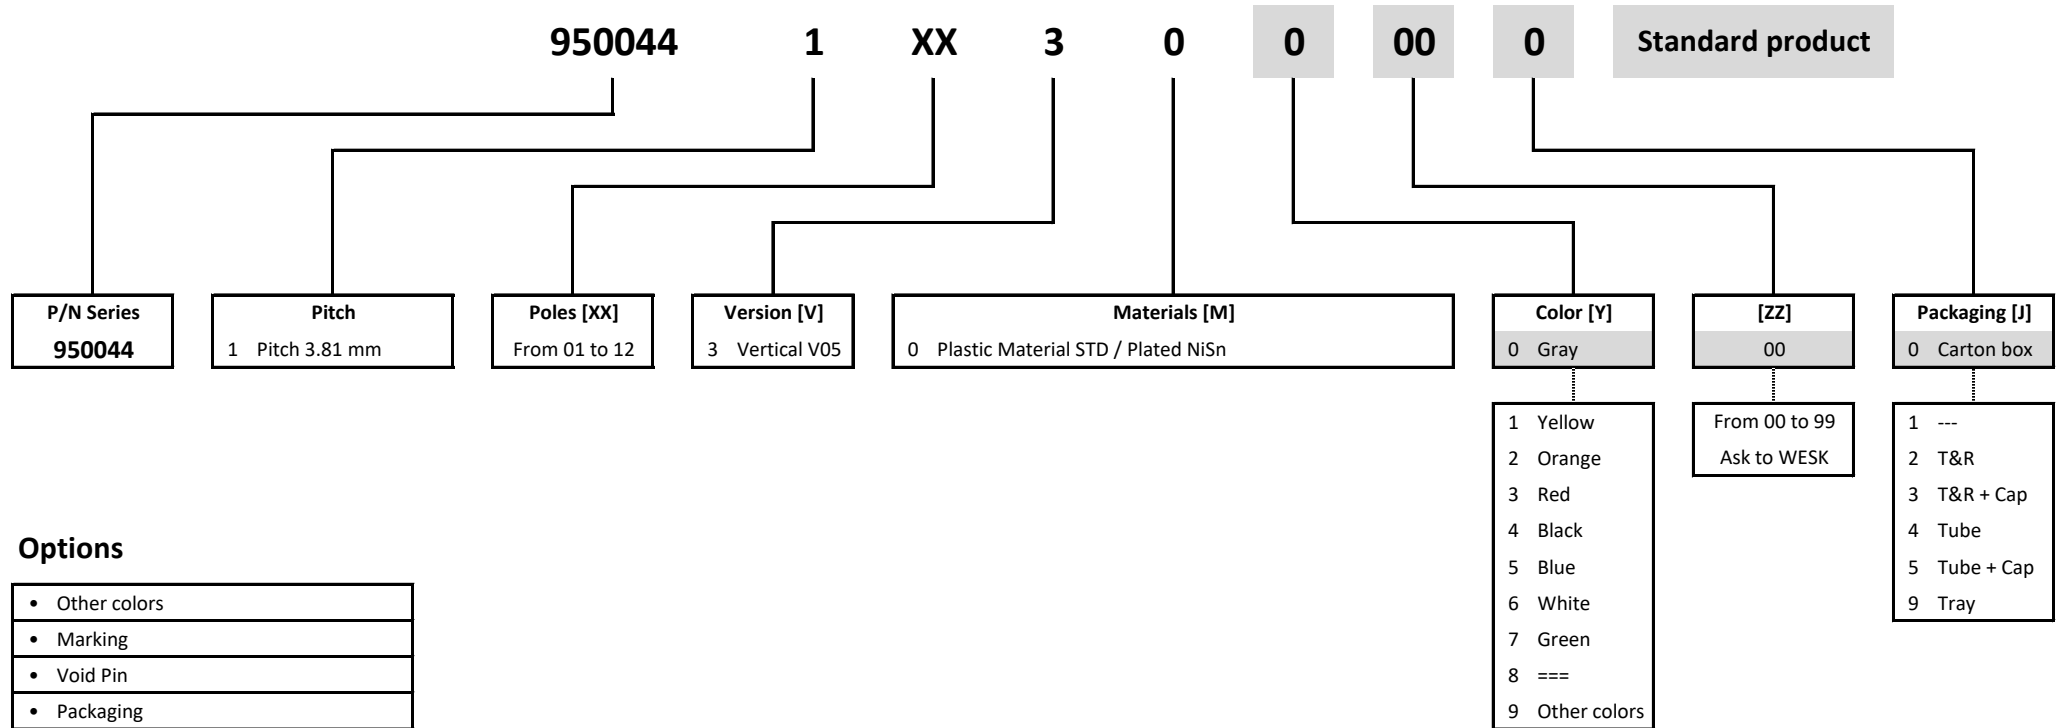 950044 1 XX 3 0 0 00 0 Standard product
P/N Series Pitch Poles [XX] Version [V] Materials [M] Color [Y] [ZZ] Packaging [J]
950044 1 Pitch 3.81 mm From 01 to 12 3 Vertical V05 0 Plastic Material STD / Plated NiSn 0 Gray 00 0 Carton box
1 Yellow From 00 to 99 1 ---
2 Orange Ask to WESK 2 T&R
3 Red 3 T&R + Cap
4 Black 4 Tube
5 Blue 5 Tube + Cap
6 White 9 Tray
7 Green
8 ===
9 Other colors
Options
• Other colors
• Marking
• Void Pin
• Packaging